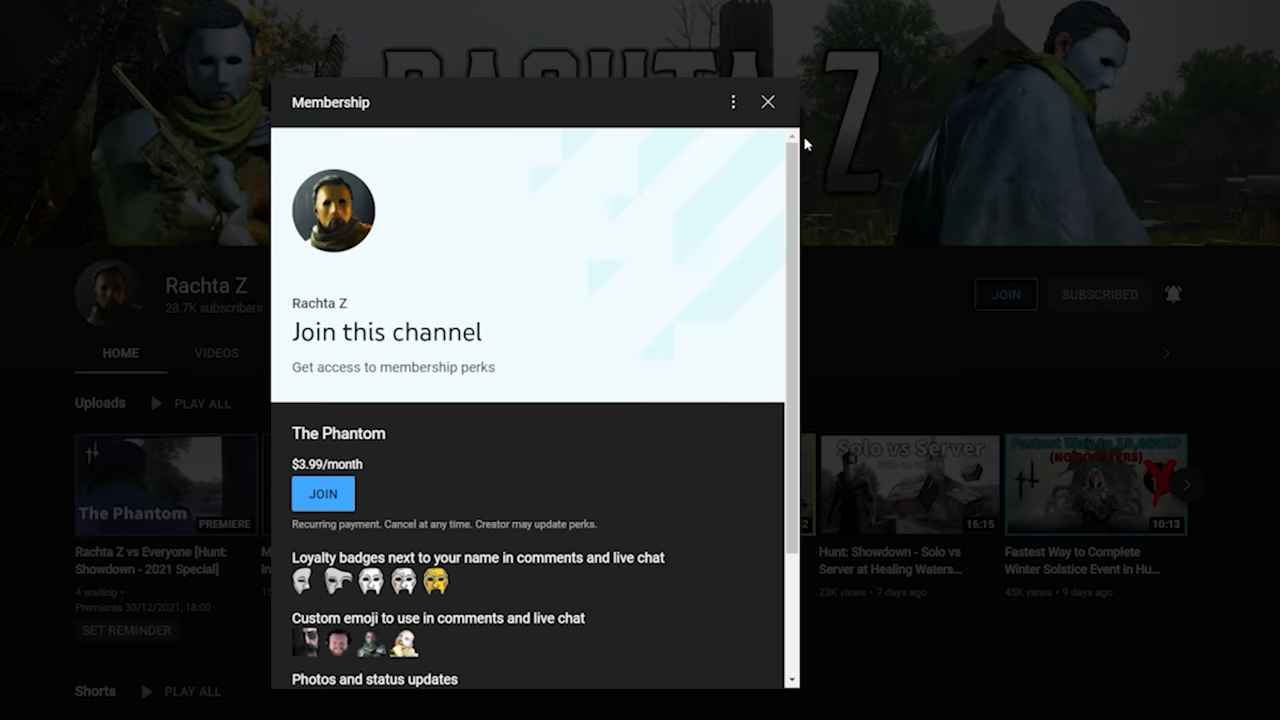 RACHTA Z
Membership
Rachta Z
Join this channel
Get access to membership perks
The Phantom
$3.99/month
JOIN
Recurring payment. Cancel at any time. Creator may update perks.
Loyalty badges next to your name in comments and live chat
Custom emoji to use in comments and live chat
Photos and status updates
Rachta Z
28.7K subscribers
JOIN
SUBSCRIBED
HOME
VIDEOS
Uploads
PLAY ALL
The Phantom
PREMIERE
Rachta Z vs Everyone [Hunt:
Showdown - 2021 Special]
4 waiting •
Premieres 30/12/2021, 18:00
SET REMINDER
Solo vs Server
16:15
Hunt: Showdown - Solo vs
Server at Healing Waters...
23K views • 7 days ago
(NO BOOSTERS)
10:13
Fastest Way to Complete
Winter Solstice Event in Hu...
45K views • 9 days ago
Shorts
PLAY ALL